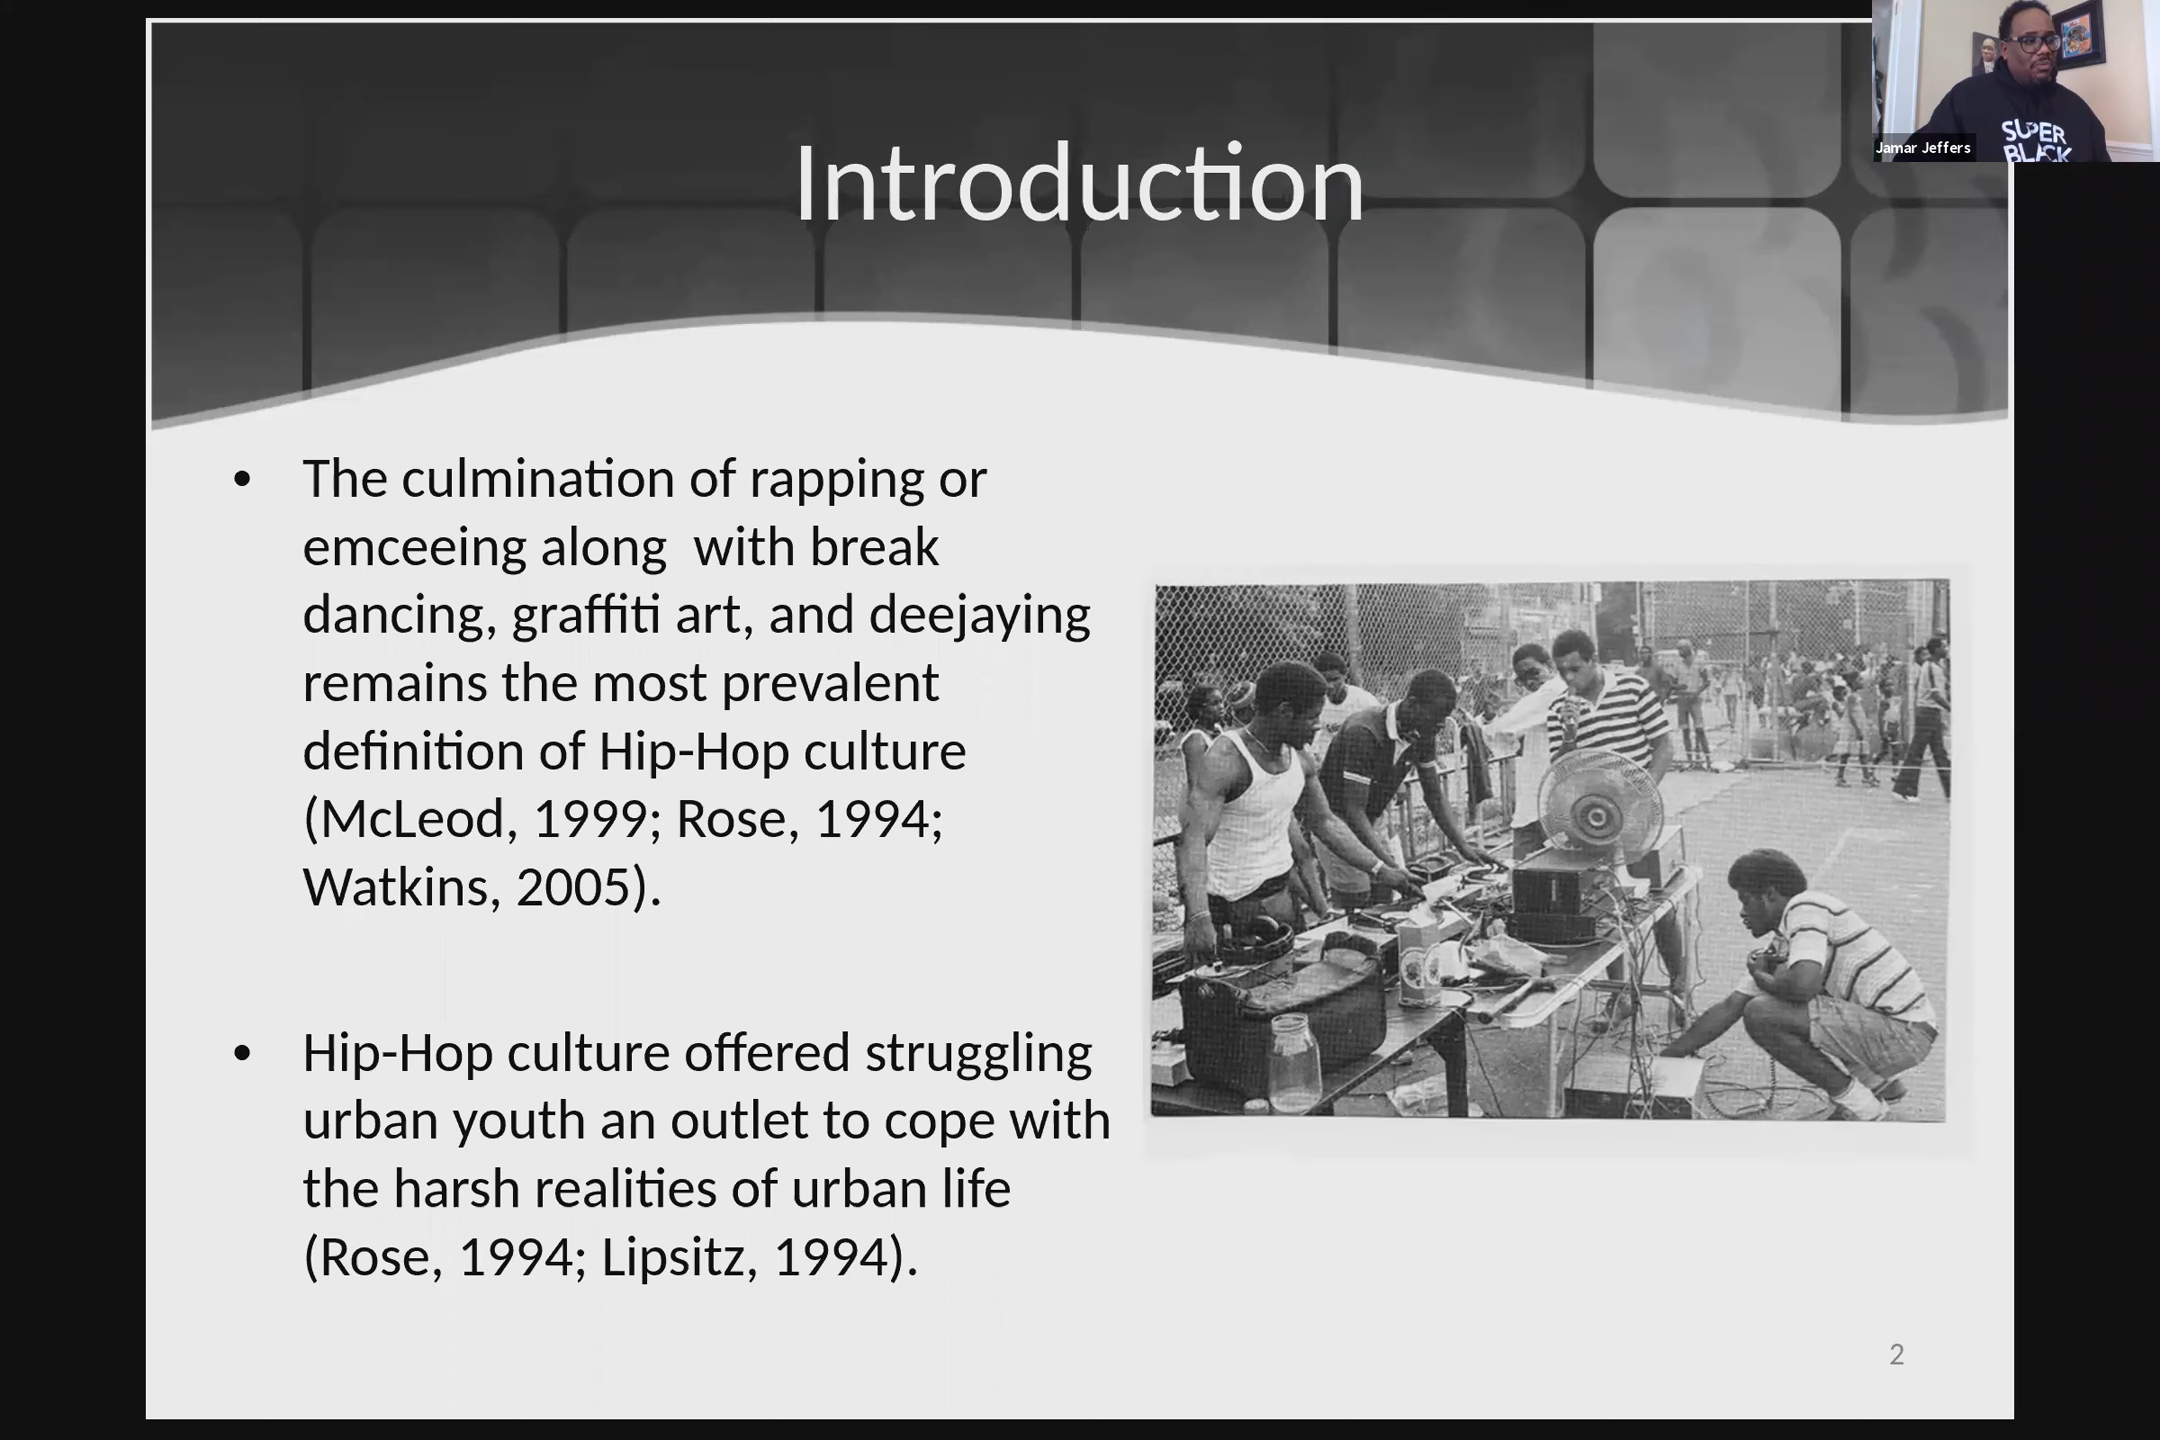 Introduction
Jamar Jeffers
SUPER
BLACK
• The culmination of rapping or
emceeing along  with break
dancing, graffiti art, and deejaying
remains the most prevalent
definition of Hip-Hop culture
(McLeod, 1999; Rose, 1994;
Watkins, 2005).
• Hip-Hop culture offered struggling
urban youth an outlet to cope with
the harsh realities of urban life
(Rose, 1994; Lipsitz, 1994).
2